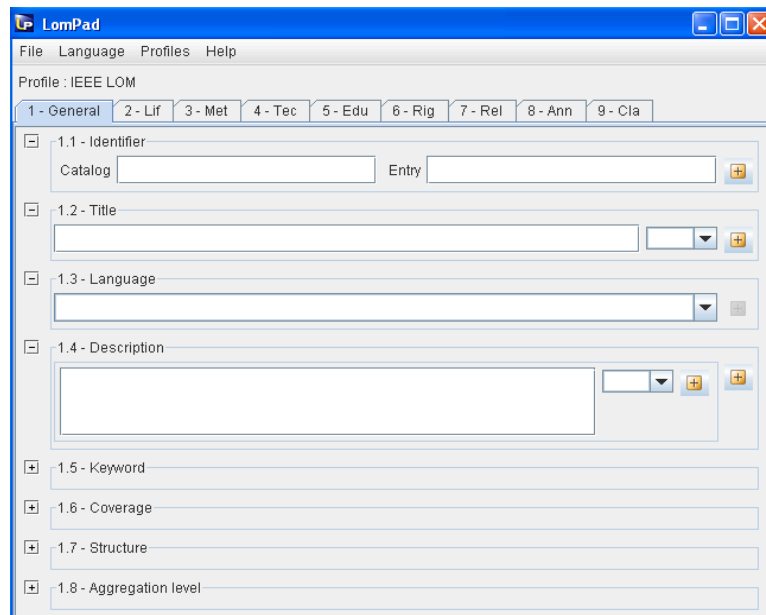 LomPad
File Language Profiles Help
Profile : IEEE LOM
1 - General 2 - Lif 3 - Met 4 - Tec 5 - Edu 6 - Rig 7 - Rel 8 - Ann 9 - Cla
1.1 - Identifier
Catalog Entry
1.2 - Title
1.3 - Language
1.4 - Description
1.5 - Keyword
1.6 - Coverage
1.7 - Structure
1.8 - Aggregation level